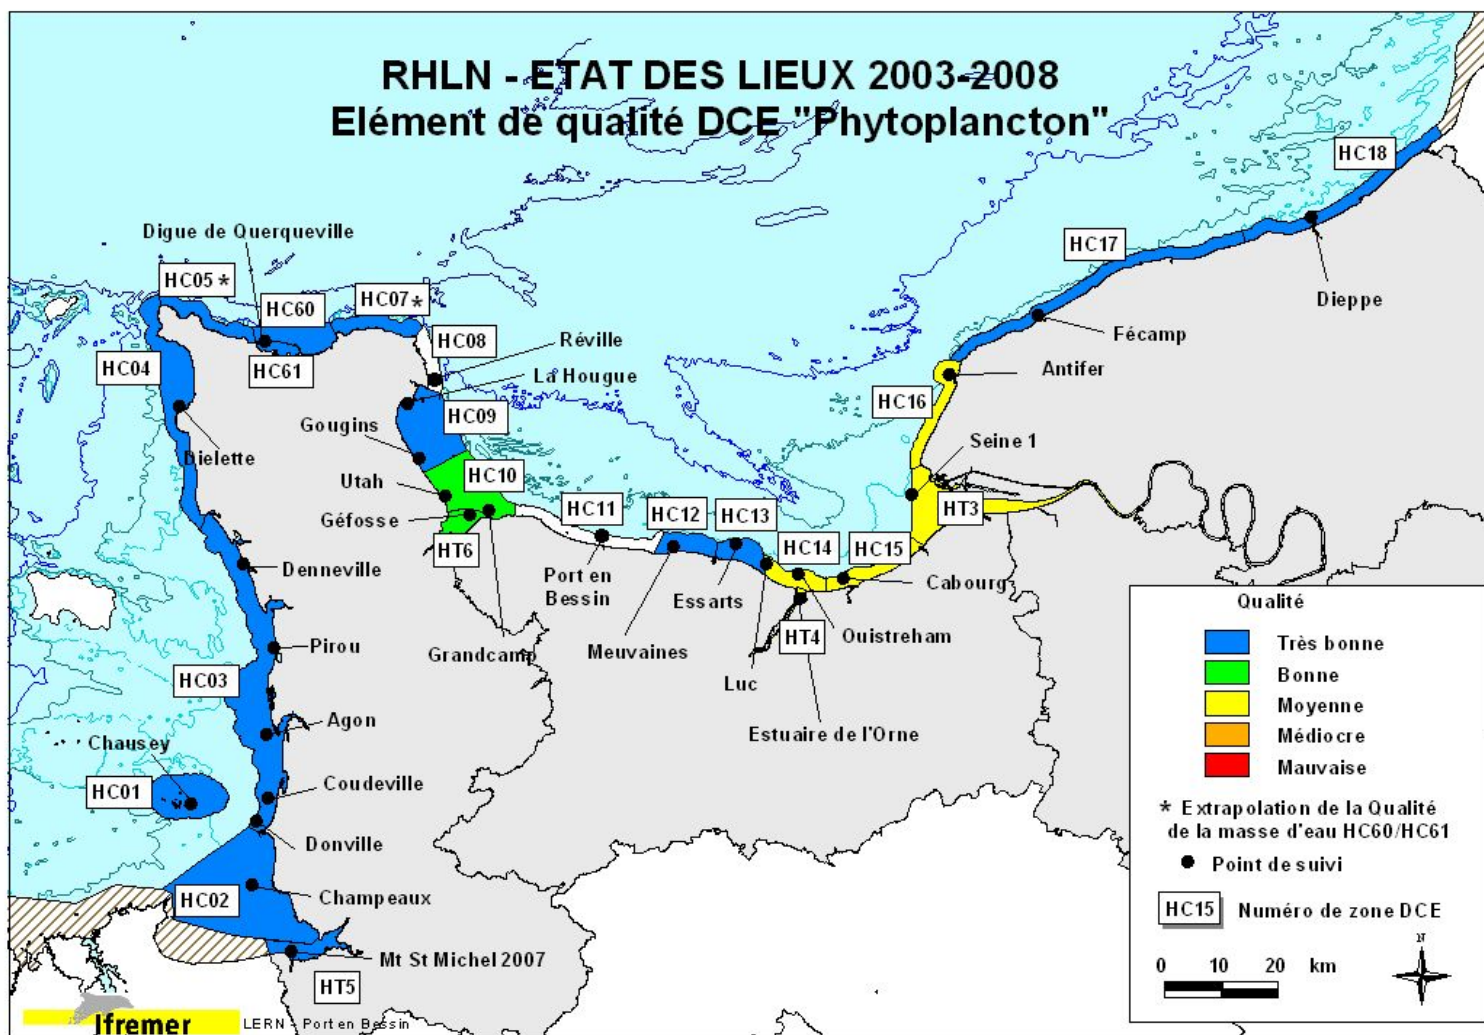 RHLN - ETAT DES LIEUX 2003-2008
Elément de qualité DCE "Phytoplancton"
HC18
Digue de Querqueville
HC17
HC05 *
HC60
HC07 *
Dieppe
HC08
Réville
Fécamp
HC04
HC61
La Hougue
Antifer
HC16
HC09
Gougins
Seine 1
Dielette
HC10
Utah
HC11
HC12
HC13
HT3
Géfosse
HC14
HC15
HT6
Denneville
Port en
Bessin
Essarts
Cabourg
Ouistreham
HT4
Pirou
Grandcamp
Meuvaines
HC03
Luc
Agon
Estuaire de l'Orne
Chausey
HC01
Coudeville
Donville
Champeaux
HC02
Mt St Michel 2007
HT5
Qualité
Très bonne
Bonne
Moyenne
Médiocre
Mauvaise
* Extrapolation de la Qualité
de la masse d'eau HC60/HC61
Point de suivi
HC15 Numéro de zone DCE
N
0 10 20 km
Ifremer
LERN - Port en Bessin